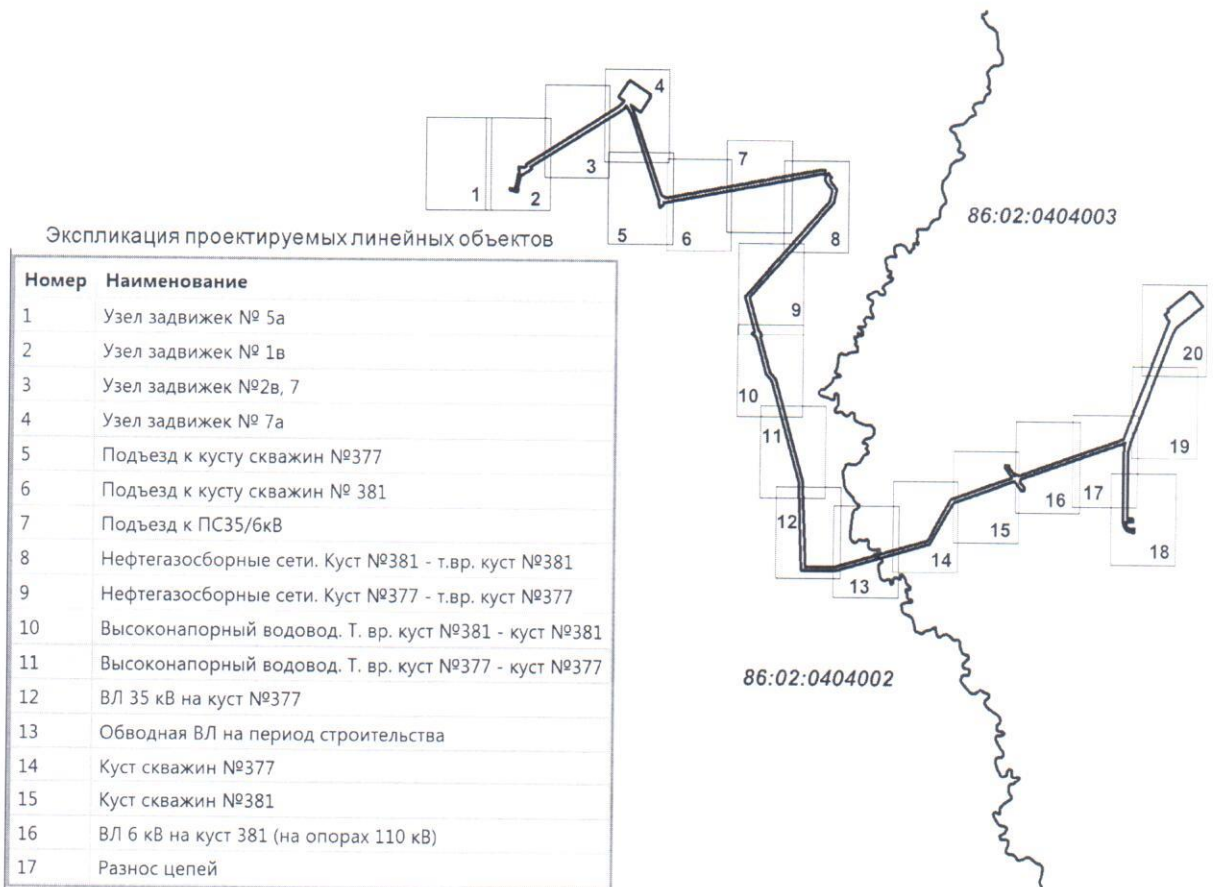 4
7
3
1
2
5
6
8
86:02:0404003
Экспликация проектируемых линейных объектов
Номер Наименование
1 Узел задвижек № 5а
2 Узел задвижек № 1в
3 Узел задвижек №2в, 7
4 Узел задвижек № 7а
5 Подъезд к кусту скважин №377
6 Подъезд к кусту скважин № 381
7 Подъезд к ПС35/6кВ
8 Нефтегазосборные сети. Куст №381 - т.вр. куст №381
9 Нефтегазосборные сети. Куст №377 - т.вр. куст №377
10 Высоконапорный водовод. Т. вр. куст №381 - куст №381
11 Высоконапорный водовод. Т. вр. куст №377 - куст №377
12 ВЛ 35 кВ на куст №377
13 Обводная ВЛ на период строительства
14 Куст скважин №377
15 Куст скважин №381
16 ВЛ 6 кВ на куст 381 (на опорах 110 кВ)
17 Разнос цепей
9
20
10
11
19
16
17
12
15
18
14
13
86:02:0404002